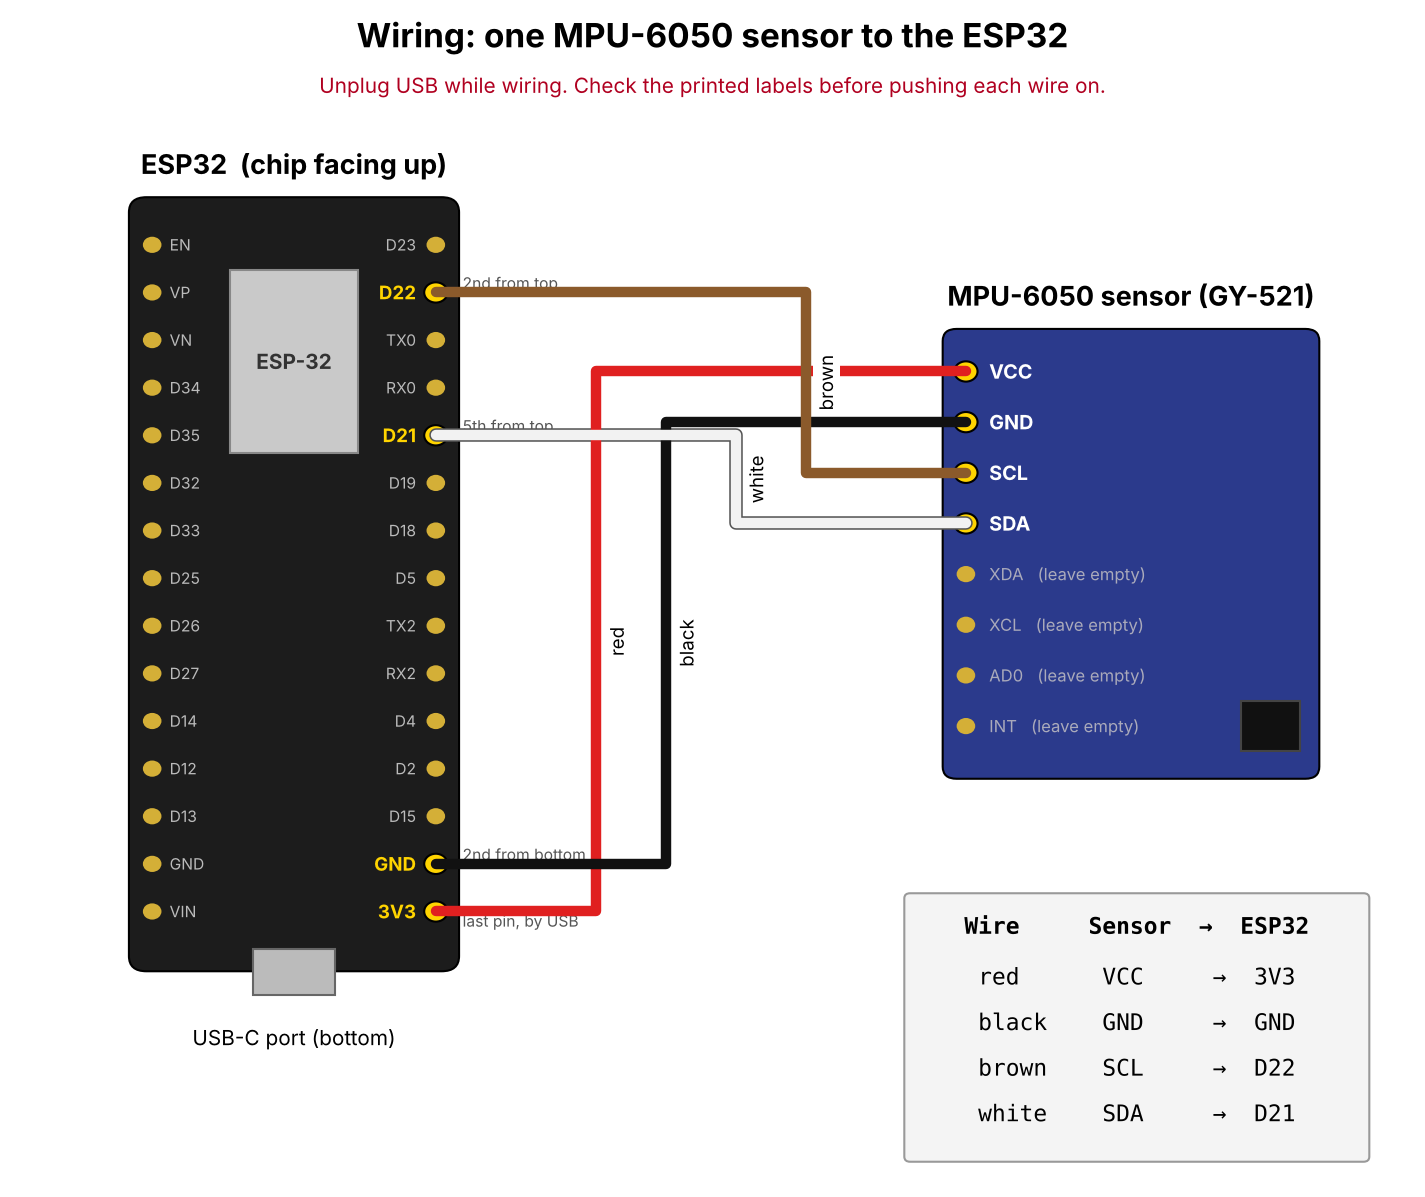 Wiring: one MPU-6050 sensor to the ESP32
Unplug USB while wiring. Check the printed labels before pushing each wire on.
ESP32 (chip facing up)
EN
VP
VN
D34
D35
D32
D33
D25
D26
D27
D14
D12
D13
GND
VIN
ESP-32
D23
D22
TX0
RX0
D21
D19
D18
D5
TX2
RX2
D4
D2
D15
GND
3V3
2nd from top
5th from top
2nd from bottom
last pin, by USB
USB-C port (bottom)
red
black
white
brown
MPU-6050 sensor (GY-521)
VCC
GND
SCL
SDA
XDA (leave empty)
XCL (leave empty)
AD0 (leave empty)
INT (leave empty)
Wire Sensor → ESP32
red VCC → 3V3
black GND → GND
brown SCL → D22
white SDA → D21